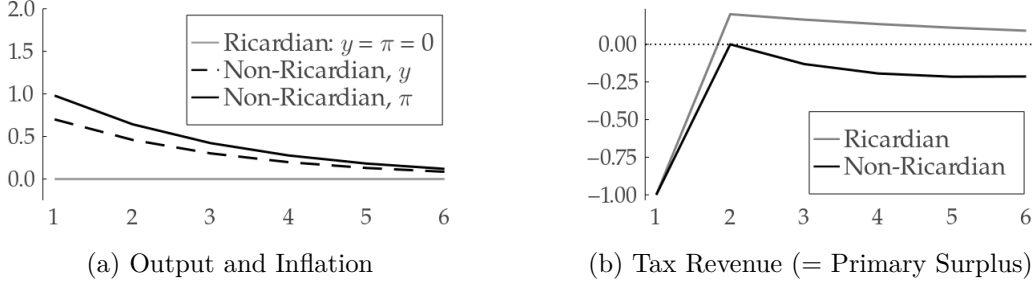 2.0
1.5
1.0
0.5
0.0
Ricardian: y = π = 0
Non-Ricardian, y
Non-Ricardian, π
1 2 3 4 5 6
(a) Output and Inflation
0.00
−0.25
−0.50
−0.75
−1.00
Ricardian
Non-Ricardian
1 2 3 4 5 6
(b) Tax Revenue (= Primary Surplus)